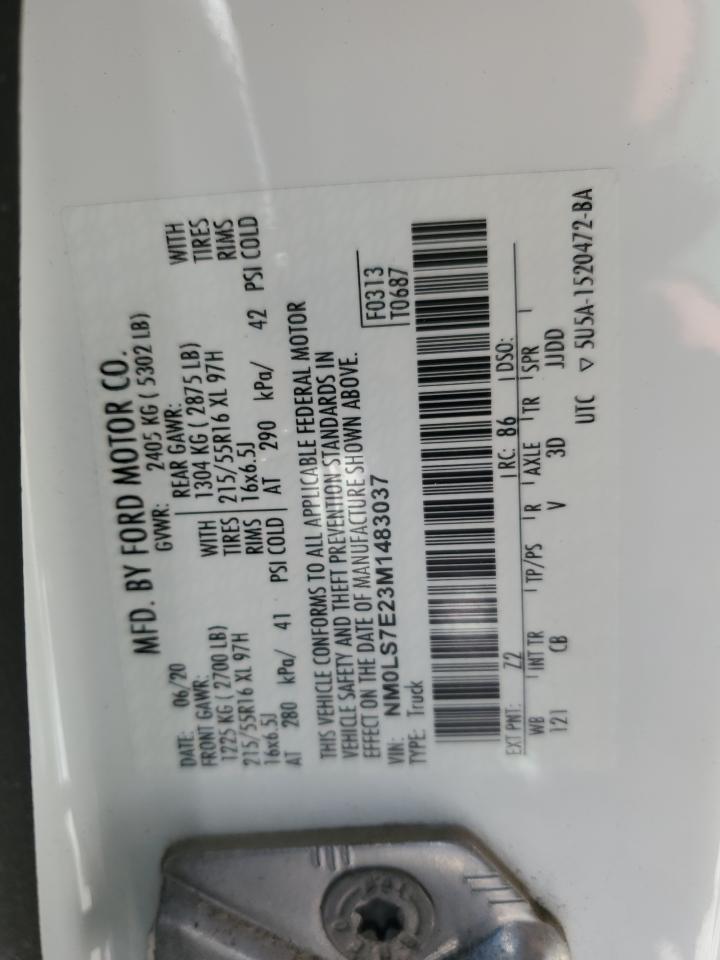 MFD. BY FORD MOTOR CO.
DATE: 06/20 GVWR: 2405 KG ( 5302 LB)
FRONT GAWR: REAR GAWR:
1225 KG ( 2700 LB) WITH 1304 KG ( 2875 LB) WITH
215/55R16 XL 97H TIRES 215/55R16 XL 97H TIRES
16x6.5J RIMS 16x6.5J RIMS
AT 280 kPa/ 41 PSI COLD AT 290 kPa/ 42 PSI COLD
THIS VEHICLE CONFORMS TO ALL APPLICABLE FEDERAL MOTOR
VEHICLE SAFETY AND THEFT PREVENTION STANDARDS IN
EFFECT ON THE DATE OF MANUFACTURE SHOWN ABOVE.
VIN: NM0LS7E23M1483037 F0313
TYPE: Truck T0687
EXT PNT: Z2 RC: 86 DSO:
WB INT TR TP/PS R AXLE TR SPR
121 CB V 3D JJDD
UTC ▽ 5U5A-1520472-BA